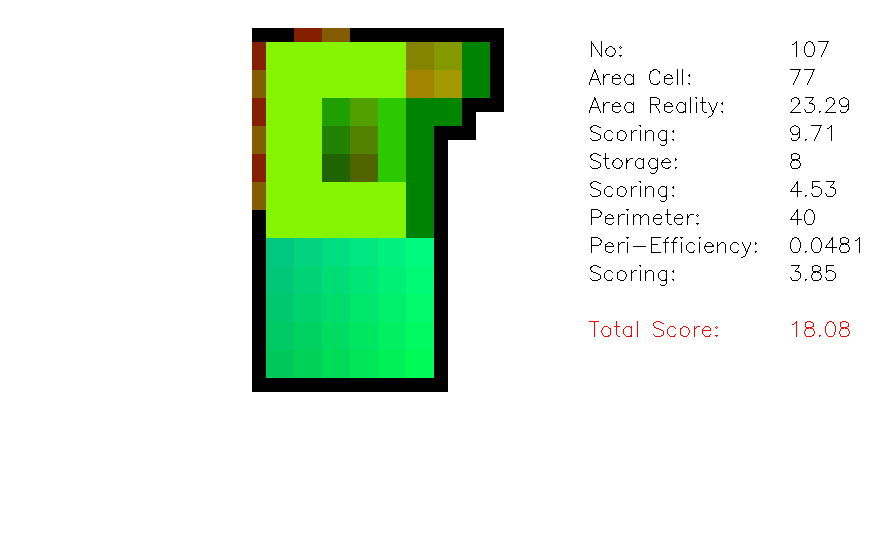 No: 107
Area Cell: 77
Area Reality: 23.29
Scoring: 9.71
Storage: 8
Scoring: 4.53
Perimeter: 40
Peri-Efficiency: 0.0481
Scoring: 3.85
Total Score: 18.08